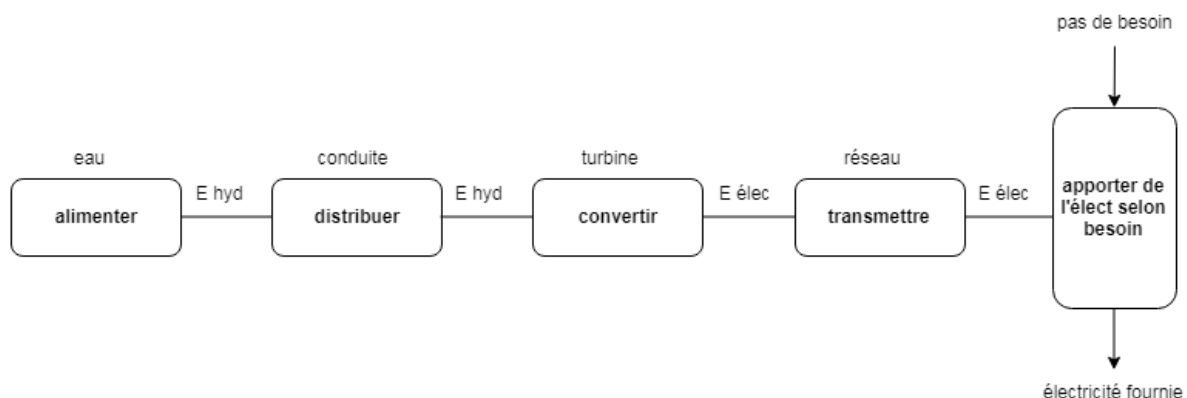 pas de besoin
eau
conduite
turbine
réseau
alimenter
E hyd
distribuer
E hyd
convertir
E élec
transmettre
E élec
apporter de
l'élect selon
besoin
électricité fournie